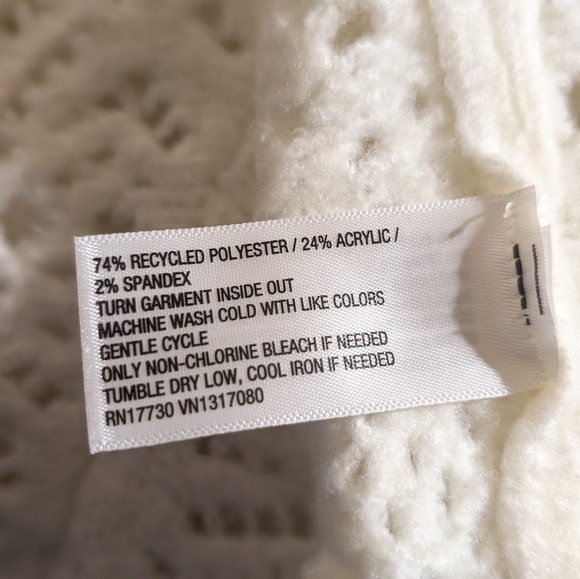 74% RECYCLED POLYESTER / 24% ACRYLIC /
2% SPANDEX
TURN GARMENT INSIDE OUT
MACHINE WASH COLD WITH LIKE COLORS
GENTLE CYCLE
ONLY NON-CHLORINE BLEACH IF NEEDED
TUMBLE DRY LOW, COOL IRON IF NEEDED
RN17730 VN1317080